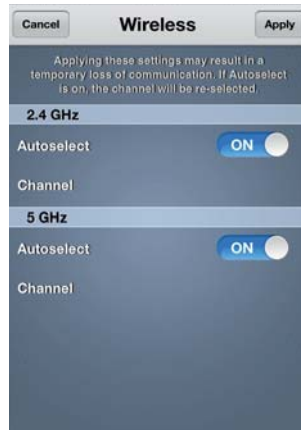 Cancel Wireless Apply
Applying these settings may result in a
temporary loss of communication. If Autoselect
is on, the channel will be re-selected.
2.4 GHz
Autoselect ON
Channel
5 GHz
Autoselect ON
Channel